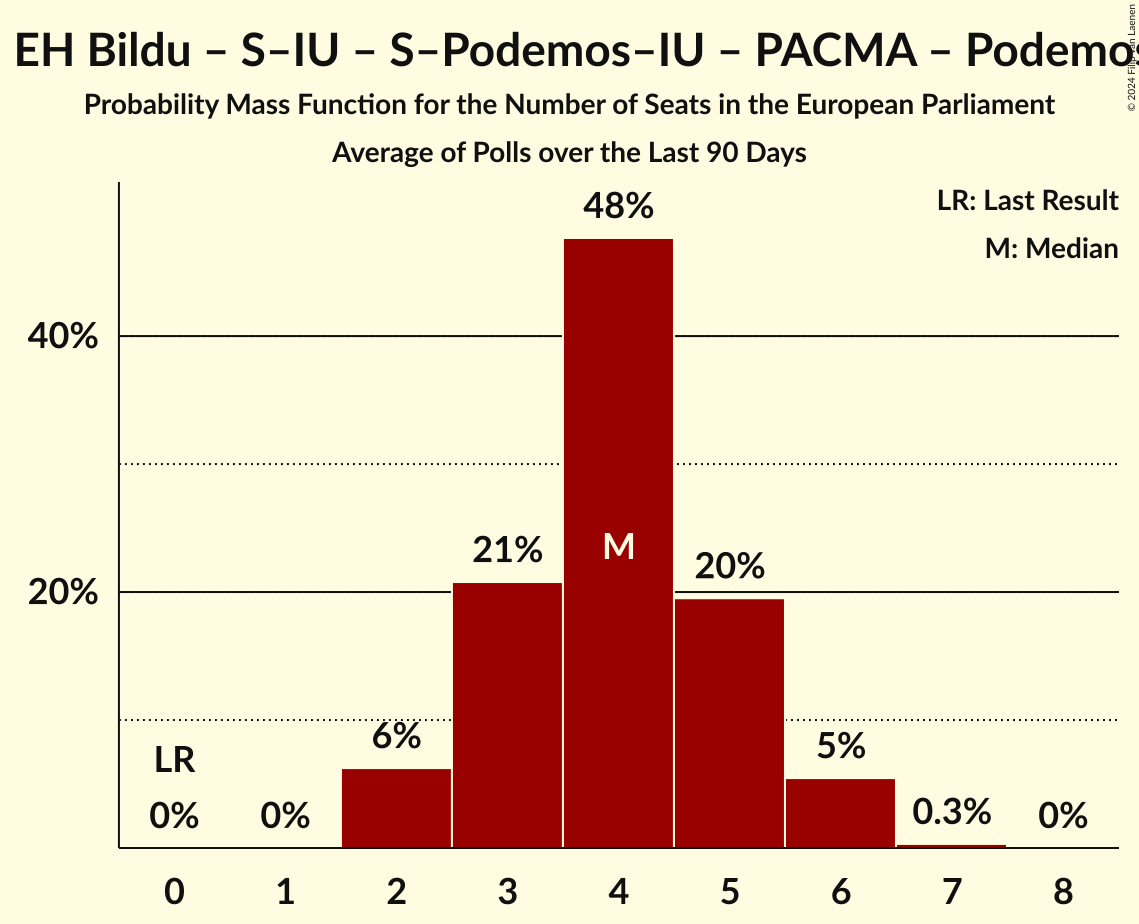 EH Bildu – S–IU – S–Podemos–IU – PACMA – Podemos
Probability Mass Function for the Number of Seats in the European Parliament
Average of Polls over the Last 90 Days
© 2024 Filip van Laenen
LR: Last Result
M: Median
48%
40%
21%
M
20%
20%
6%
5%
LR
0%
0%
0.3%
0%
0 1 2 3 4 5 6 7 8